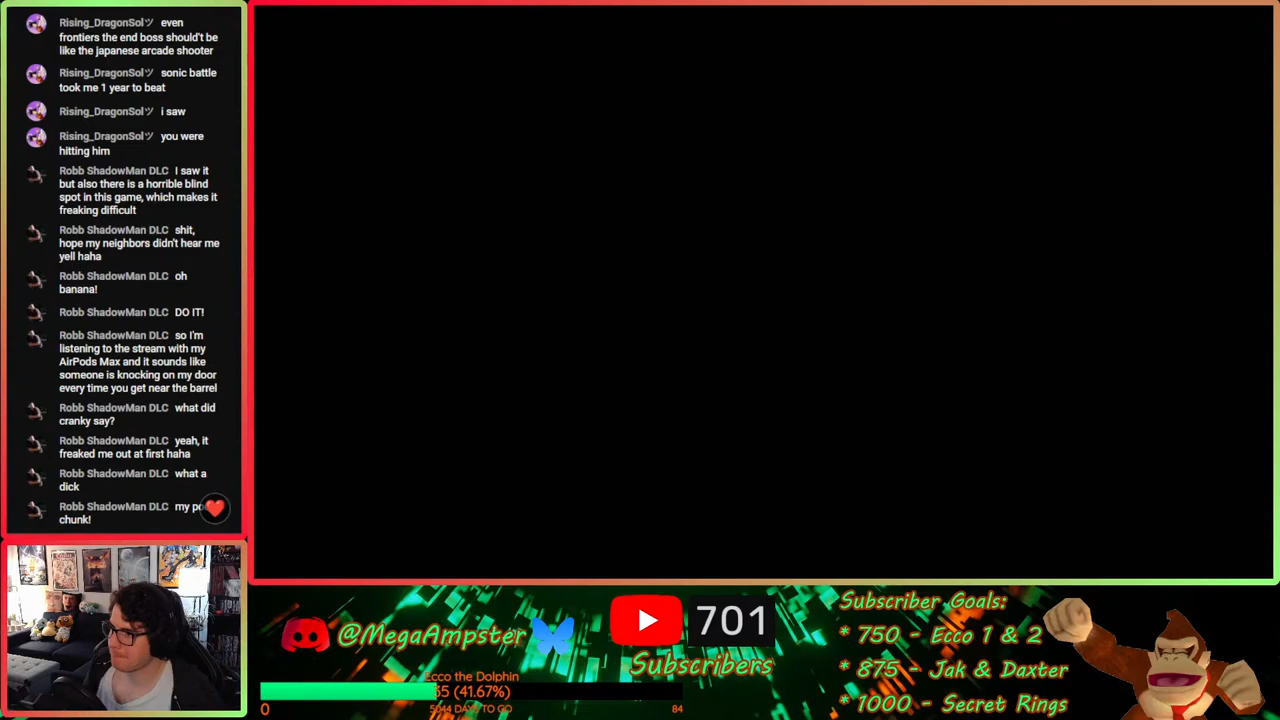 Rising_DragonSolツ even
frontiers the end boss should't be
like the japanese arcade shooter
Rising_DragonSolツ sonic battle
took me 1 year to beat
Rising_DragonSolツ i saw
Rising_DragonSolツ you were
hitting him
Robb ShadowMan DLC I saw it
but also there is a horrible blind
spot in this game, which makes it
freaking difficult
Robb ShadowMan DLC shit,
hope my neighbors didn't hear me
yell haha
Robb ShadowMan DLC oh
banana!
Robb ShadowMan DLC DO IT!
Robb ShadowMan DLC so I'm
listening to the stream with my
AirPods Max and it sounds like
someone is knocking on my door
every time you get near the barrel
Robb ShadowMan DLC what did
cranky say?
Robb ShadowMan DLC yeah, it
freaked me out at first haha
Robb ShadowMan DLC what a
dick
Robb ShadowMan DLC my
chunk!
@MegaAmpster
701
Subscribers
Ecco the Dolphin
35 (41.67%)
0
84
Subscriber Goals:
* 750 - Ecco 1 & 2
* 875 - Jak & Daxter
* 1000 - Secret Rings